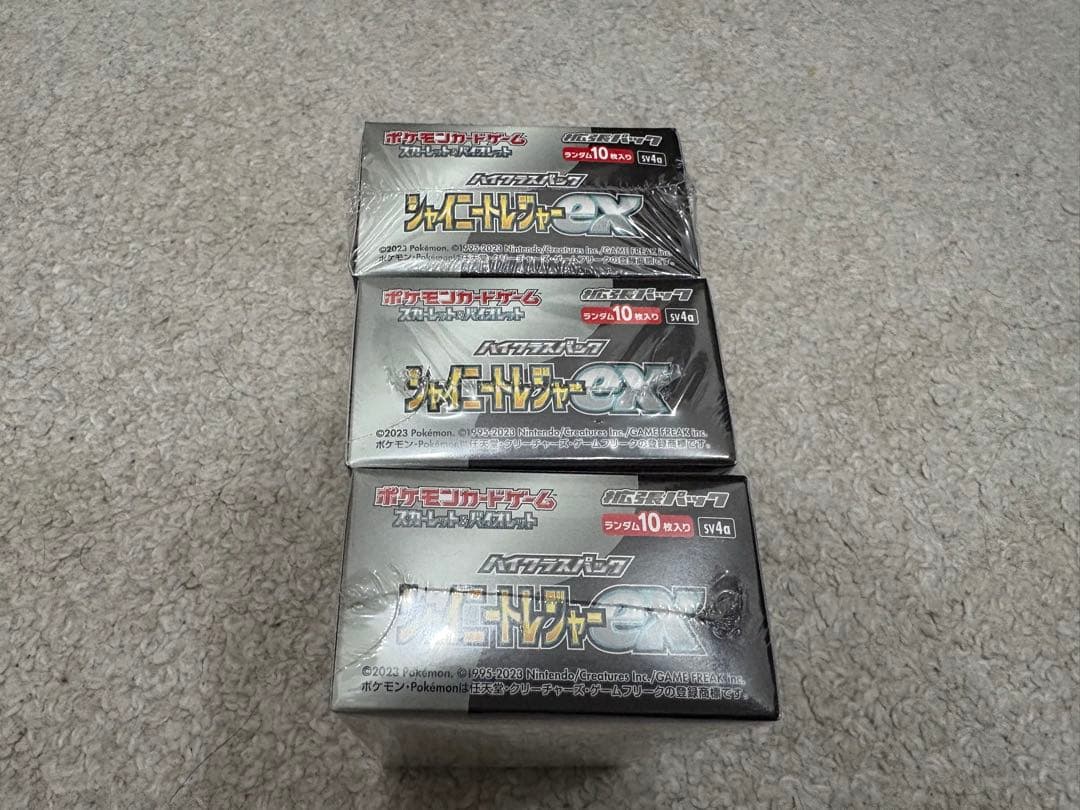 ポケモンカードゲーム
スカーレット&バイオレット
拡張パック
ランダム10枚入り sv4a
ハイクラスパック
シャイニートレジャーex
©2023 Pokémon. ©1995-2023 Nintendo/Creatures Inc./GAME FREAK inc.
ポケモン・Pokémonは任天堂・クリーチャーズ・ゲームフリークの登録商標です。
ポケモンカードゲーム
スカーレット&バイオレット
拡張パック
ランダム10枚入り sv4a
ハイクラスパック
シャイニートレジャーex
©2023 Pokémon. ©1995-2023 Nintendo/Creatures Inc./GAME FREAK inc.
ポケモン・Pokémonは任天堂・クリーチャーズ・ゲームフリークの登録商標です。
ポケモンカードゲーム
スカーレット&バイオレット
拡張パック
ランダム10枚入り sv4a
ハイクラスパック
シャイニートレジャーex
©2023 Pokémon. ©1995-2023 Nintendo/Creatures Inc./GAME FREAK inc.
ポケモン・Pokémonは任天堂・クリーチャーズ・ゲームフリークの登録商標です。